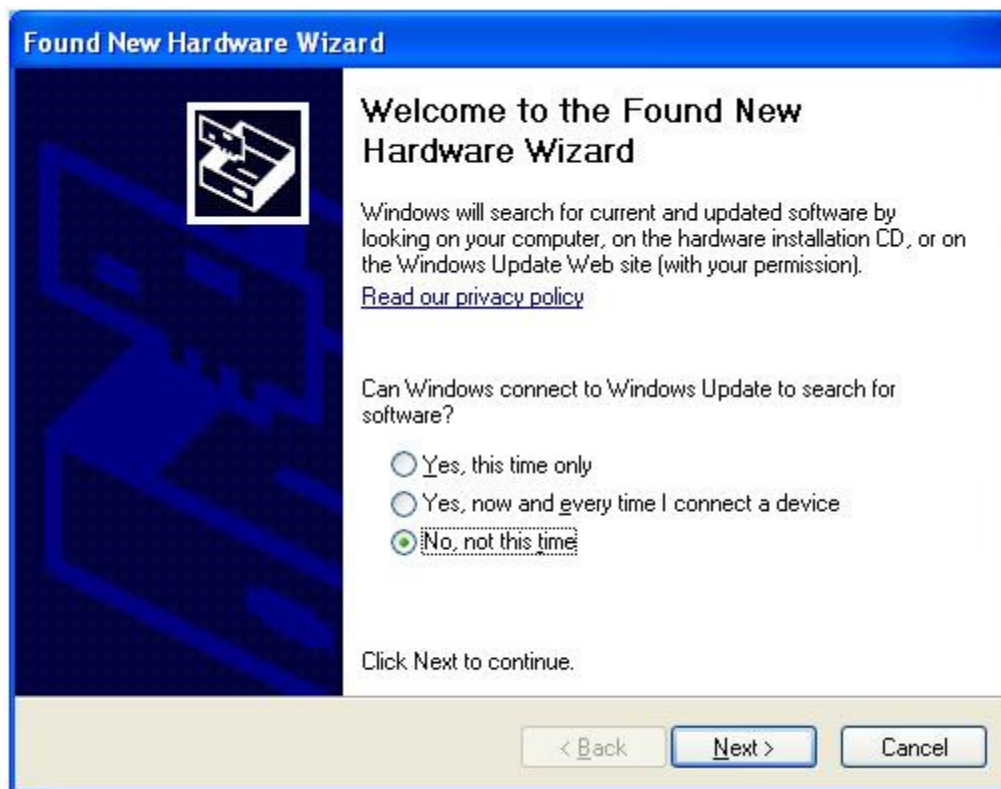 Found New Hardware Wizard
Welcome to the Found New
Hardware Wizard
Windows will search for current and updated software by
looking on your computer, on the hardware installation CD, or on
the Windows Update Web site (with your permission).
Read our privacy policy
Can Windows connect to Windows Update to search for
software?
Yes, this time only
Yes, now and every time I connect a device
No, not this time
Click Next to continue.
< Back Next > Cancel